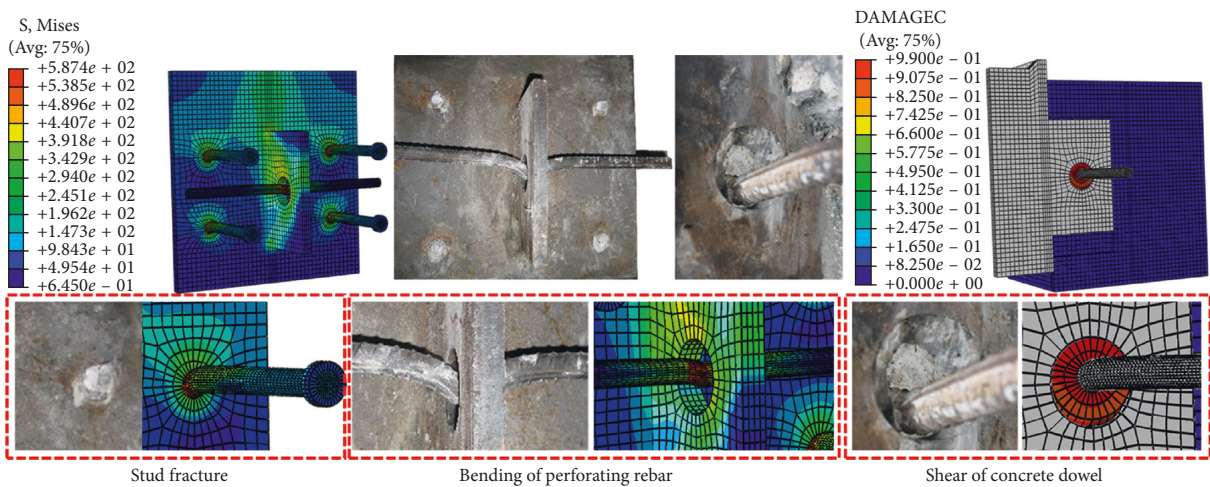 S, Mises
(Avg: 75%)
+5.874e + 02
+5.385e + 02
+4.896e + 02
+4.407e + 02
+3.918e + 02
+3.429e + 02
+2.940e + 02
+2.451e + 02
+1.962e + 02
+1.473e + 02
+9.843e + 01
+4.954e + 01
+6.450e – 01
DAMAGEC
(Avg: 75%)
+9.900e – 01
+9.075e – 01
+8.250e – 01
+7.425e – 01
+6.600e – 01
+5.775e – 01
+4.950e – 01
+4.125e – 01
+3.300e – 01
+2.475e – 01
+1.650e – 01
+8.250e – 02
+0.000e + 00
Stud fracture
Bending of perforating rebar
Shear of concrete dowel